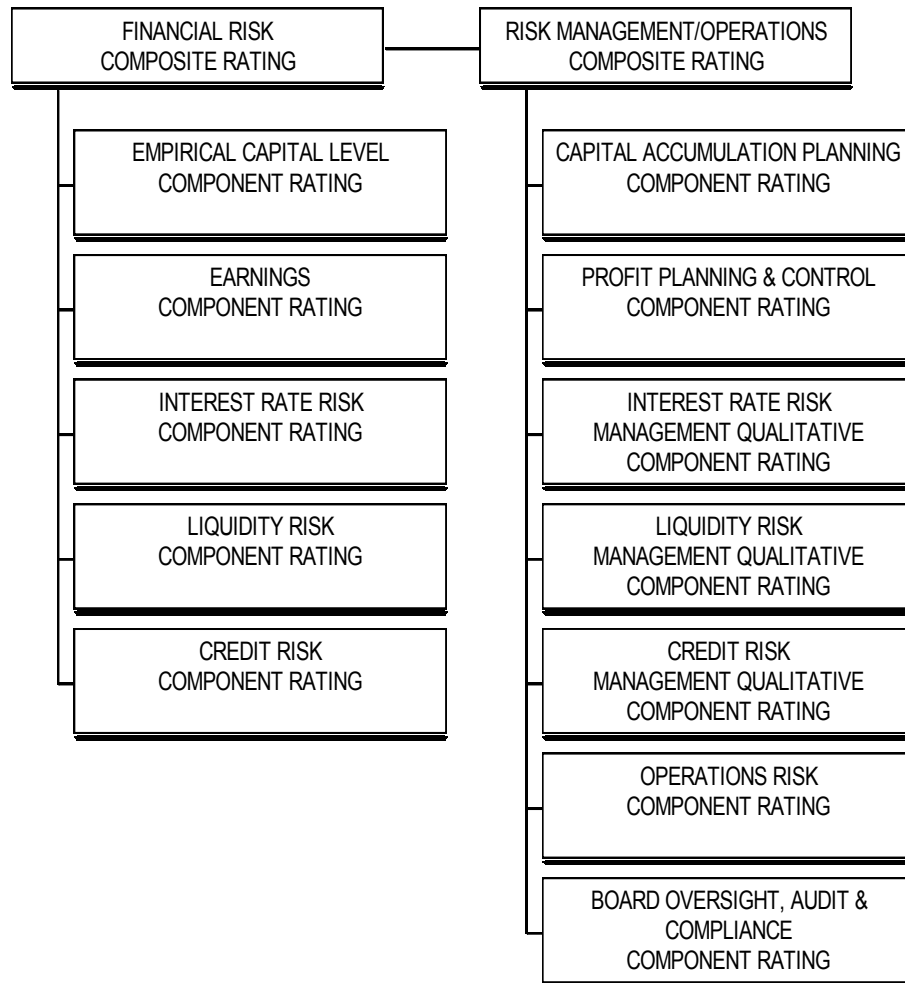 FINANCIAL RISK
COMPOSITE RATING
RISK MANAGEMENT/OPERATIONS
COMPOSITE RATING
EMPIRICAL CAPITAL LEVEL
COMPONENT RATING
EARNINGS
COMPONENT RATING
INTEREST RATE RISK
COMPONENT RATING
LIQUIDITY RISK
COMPONENT RATING
CREDIT RISK
COMPONENT RATING
CAPITAL ACCUMULATION PLANNING
COMPONENT RATING
PROFIT PLANNING & CONTROL
COMPONENT RATING
INTEREST RATE RISK
MANAGEMENT QUALITATIVE
COMPONENT RATING
LIQUIDITY RISK
MANAGEMENT QUALITATIVE
COMPONENT RATING
CREDIT RISK
MANAGEMENT QUALITATIVE
COMPONENT RATING
OPERATIONS RISK
COMPONENT RATING
BOARD OVERSIGHT, AUDIT &
COMPLIANCE
COMPONENT RATING